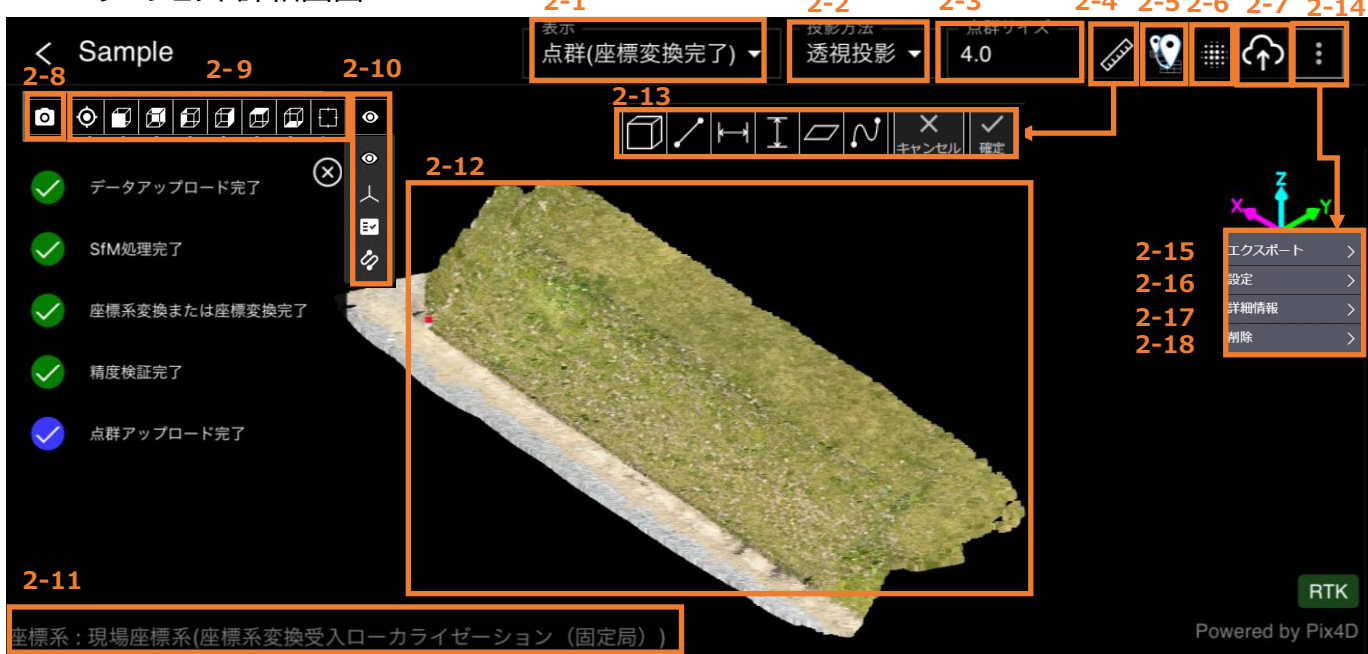 2-1
2-2
2-3
2-4
2-5
2-6
2-7
2-14
Sample
表示
点群(座標変換完了)
投影方法
透視投影
点群サイズ
4.0
2-8
2-9
2-10
2-13
キャンセル
確定
2-12
データアップロード完了
SfM処理完了
座標系変換または座標変換完了
精度検証完了
点群アップロード完了
Z
X
Y
2-15
エクスポート
2-16
設定
2-17
詳細情報
2-18
削除
2-11
座標系：現場座標系(座標系変換受入ローカライゼーション（固定局）)
RTK
Powered by Pix4D